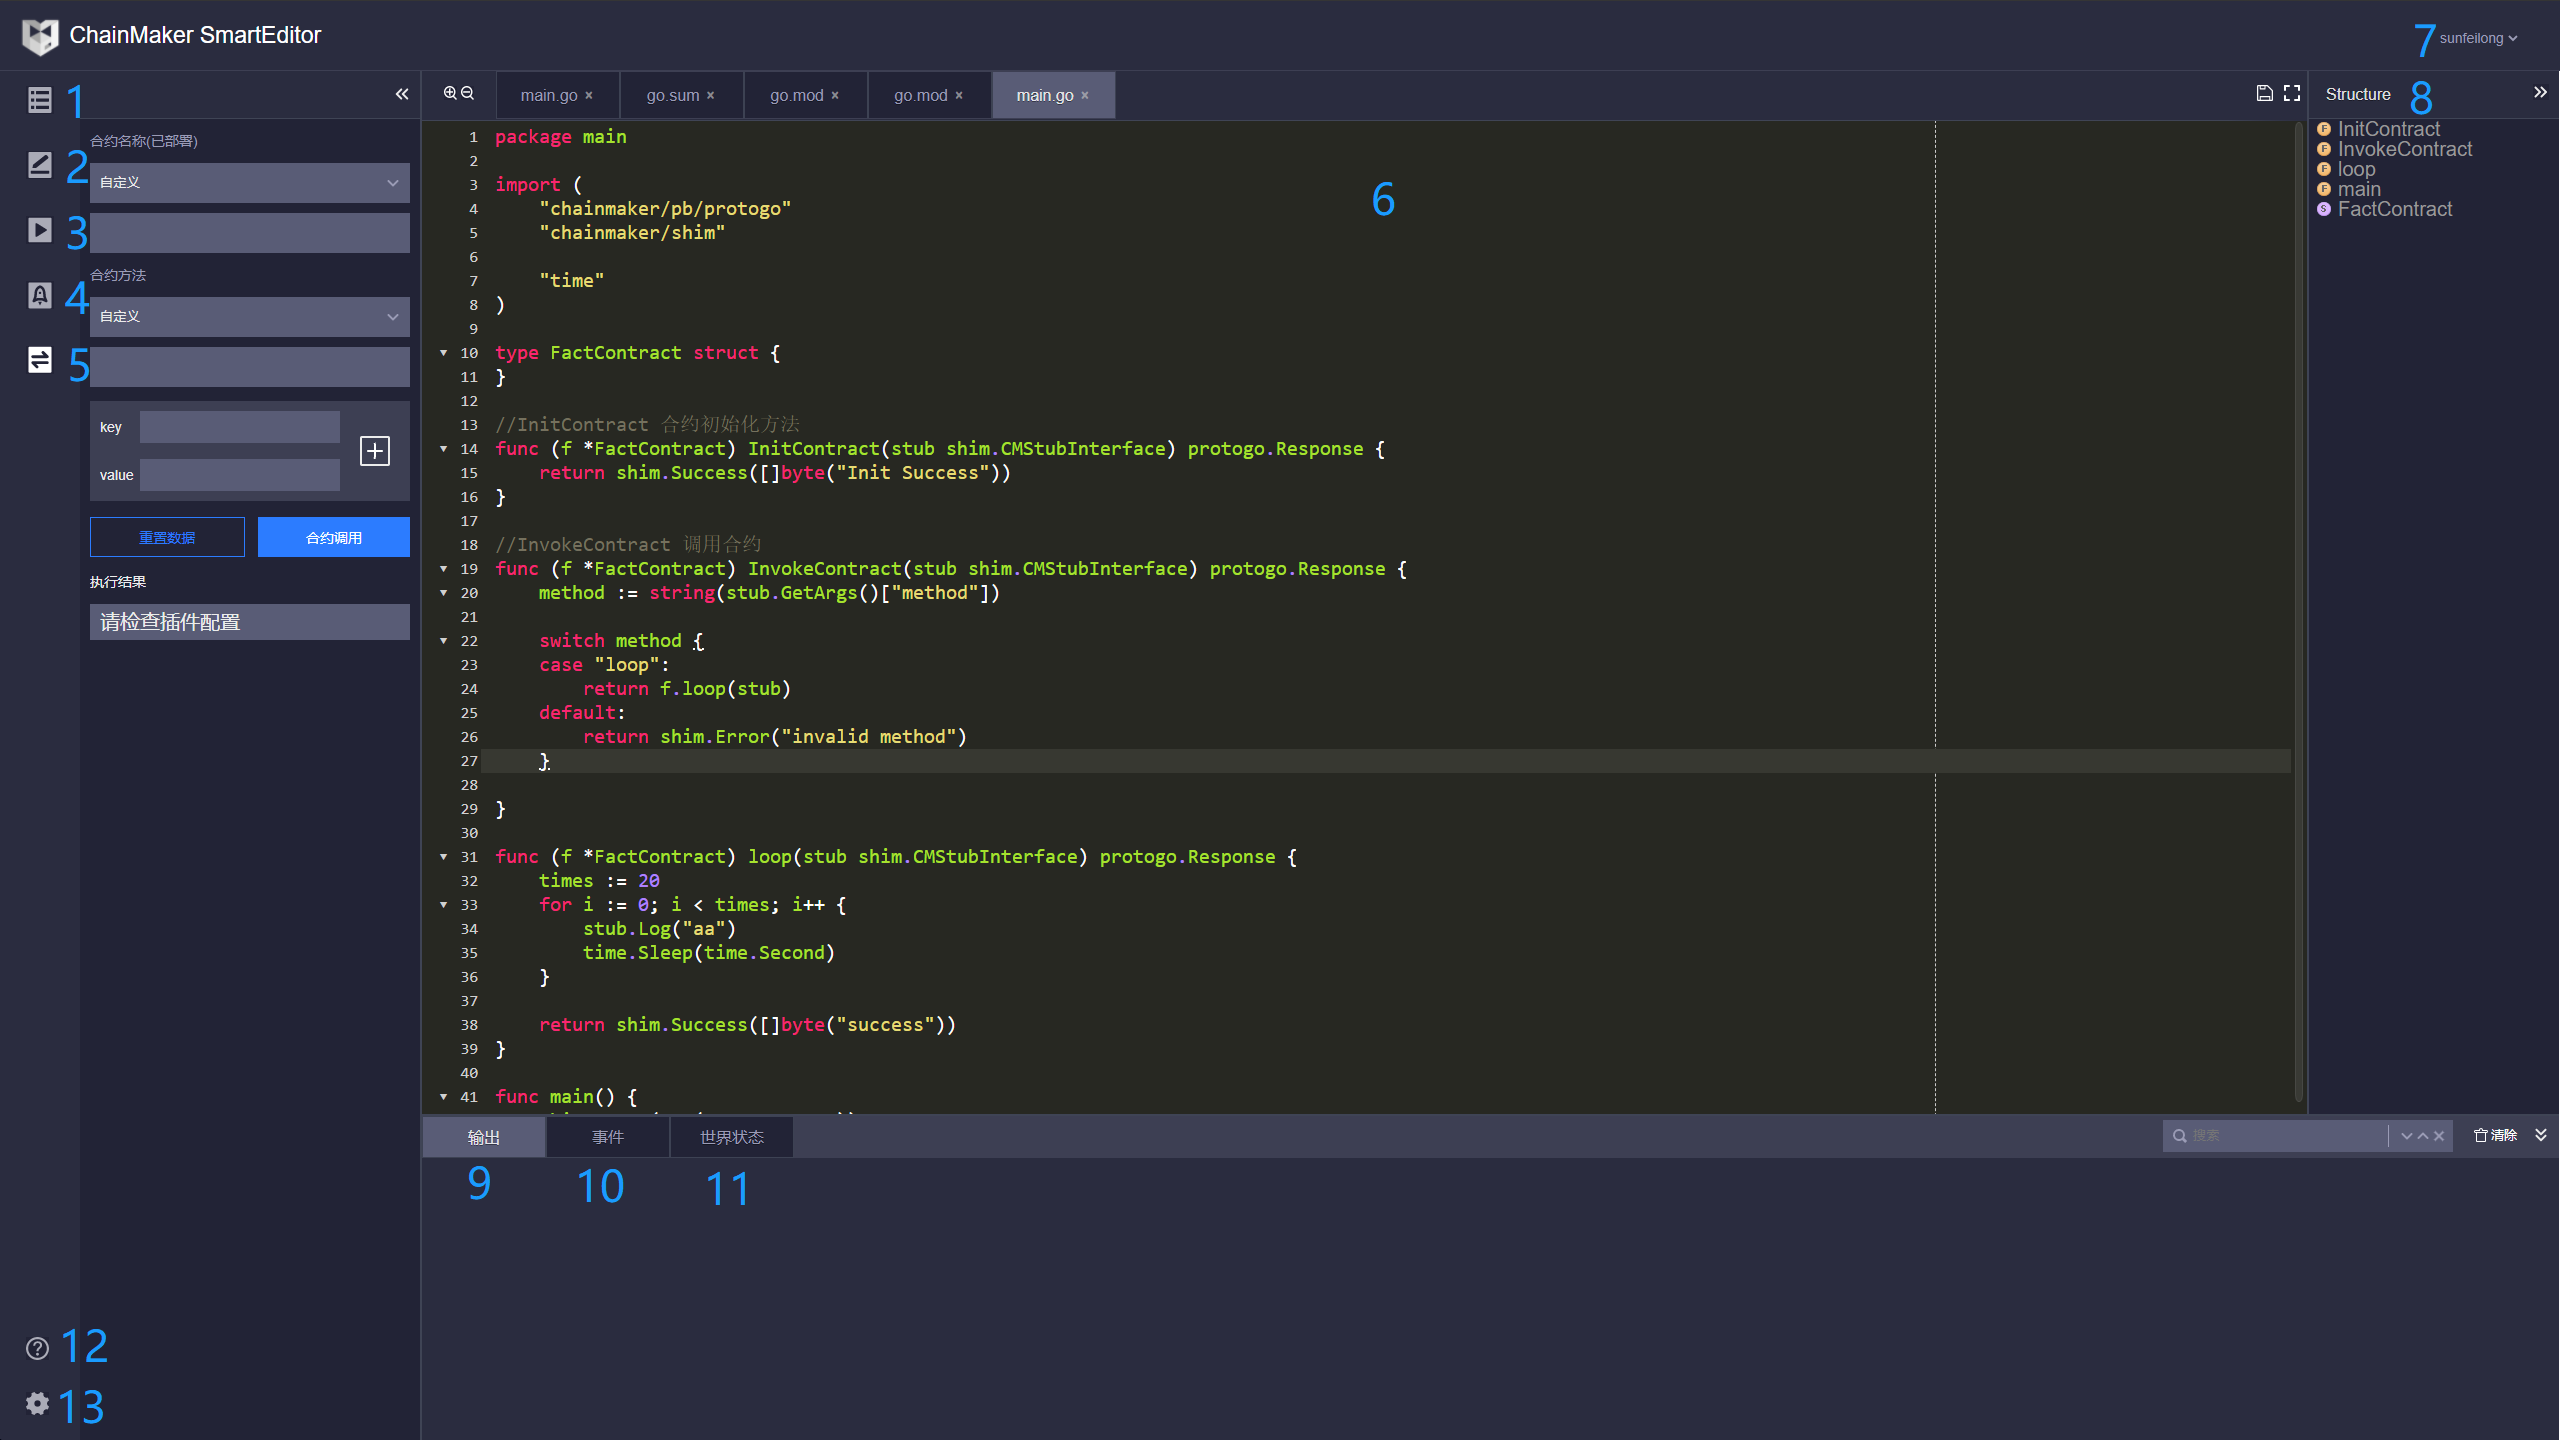 ChainMaker SmartEditor
7 sunfeilong
1
2
3
4
5
合约名称(已部署)
自定义
合约方法
自定义
key
value
重置数据 合约调用
执行结果
请检查插件配置
12
13
main.go × go.sum × go.mod × go.mod × main.go ×
6
1 package main
2
3 import (
4 "chainmaker/pb/protogo"
5 "chainmaker/shim"
6
7 "time"
8 )
9
10 type FactContract struct {
11 }
12
13 //InitContract 合约初始化方法
14 func (f *FactContract) InitContract(stub shim.CMStubInterface) protogo.Response {
15 return shim.Success([]byte("Init Success"))
16 }
17
18 //InvokeContract 调用合约
19 func (f *FactContract) InvokeContract(stub shim.CMStubInterface) protogo.Response {
20 method := string(stub.GetArgs()["method"])
21
22 switch method {
23 case "loop":
24 return f.loop(stub)
25 default:
26 return shim.Error("invalid method")
27 }
28
29 }
30
31 func (f *FactContract) loop(stub shim.CMStubInterface) protogo.Response {
32 times := 20
33 for i := 0; i < times; i++ {
34 stub.Log("aa")
35 time.Sleep(time.Second)
36 }
37
38 return shim.Success([]byte("success"))
39 }
40
41 func main() {
Structure 8
F InitContract
F InvokeContract
F loop
F main
S FactContract
输出 事件 世界状态
搜索 清除
9 10 11